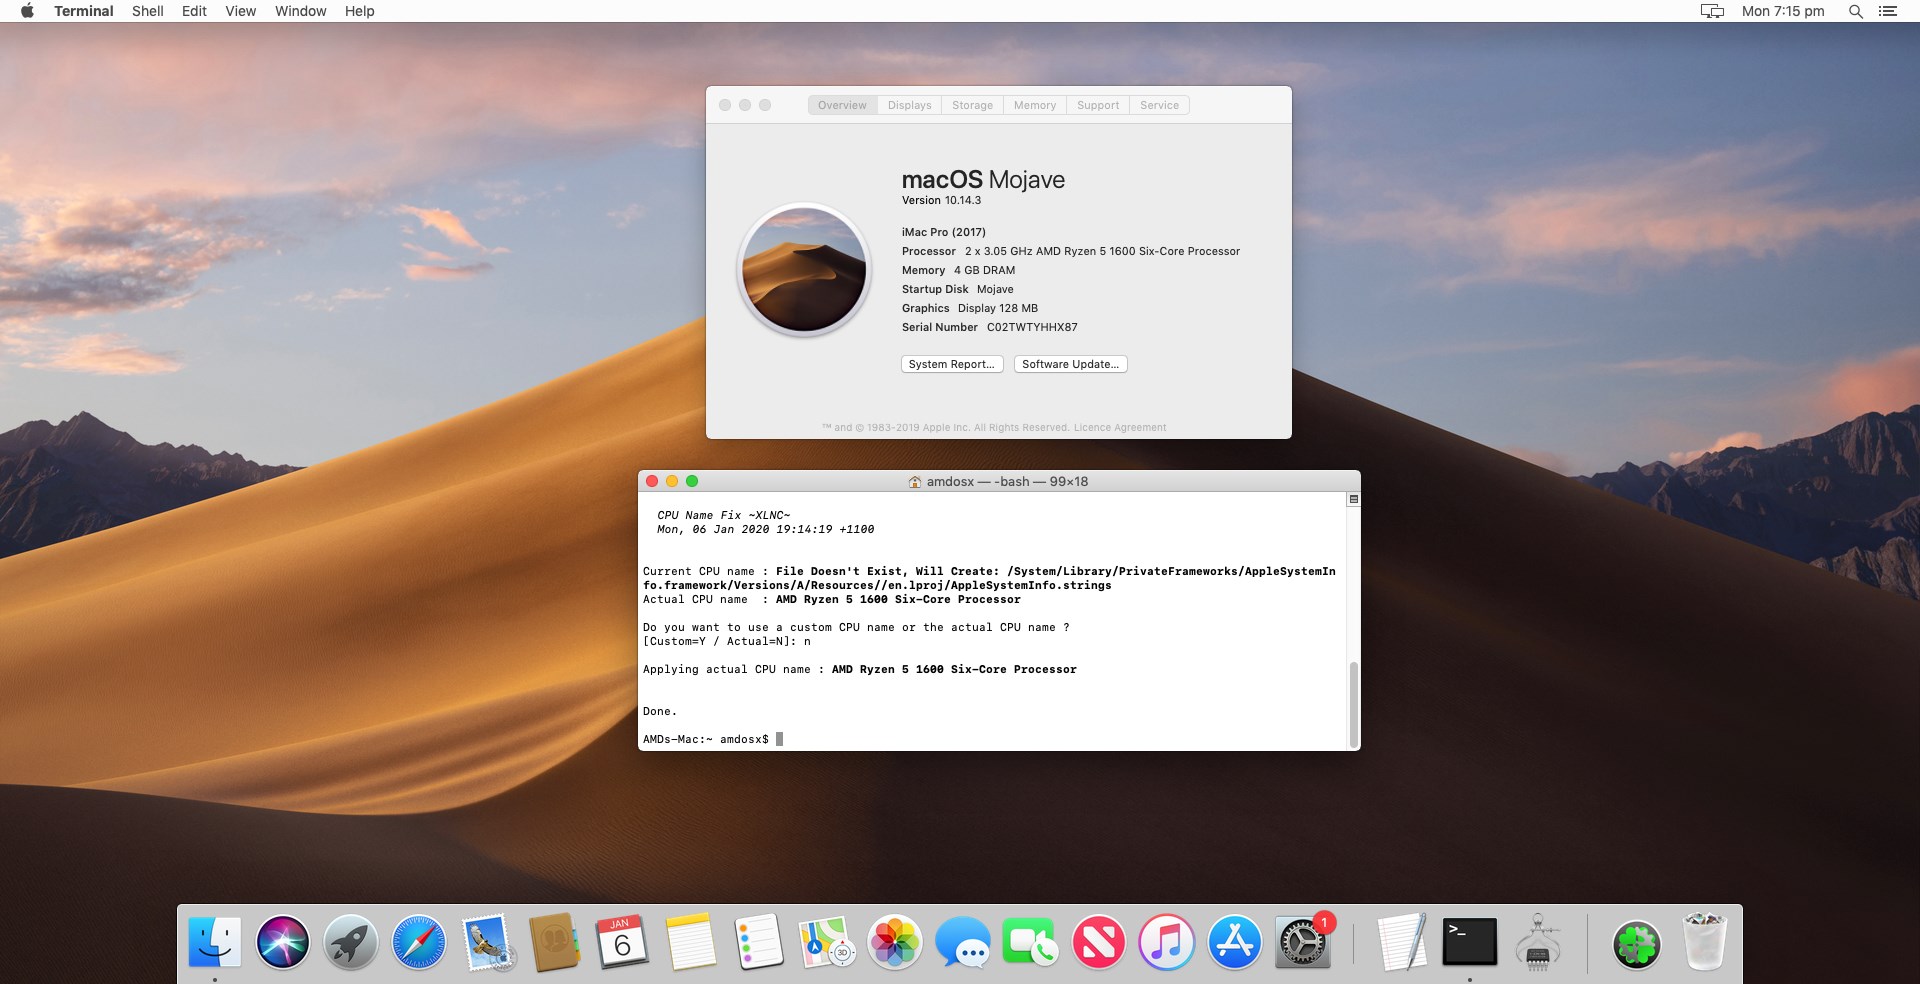 Terminal Shell Edit View Window Help Mon 7:15 pm
Overview Displays Storage Memory Support Service
macOS Mojave
Version 10.14.3
iMac Pro (2017)
Processor 2 x 3.05 GHz AMD Ryzen 5 1600 Six-Core Processor
Memory 4 GB DRAM
Startup Disk Mojave
Graphics Display 128 MB
Serial Number C02TWTYHHX87
System Report... Software Update...
™ and © 1983-2019 Apple Inc. All Rights Reserved. Licence Agreement
amdosx — -bash — 99×18
CPU Name Fix ~XLNC~
Mon, 06 Jan 2020 19:14:19 +1100
Current CPU name : File Doesn't Exist, Will Create: /System/Library/PrivateFrameworks/AppleSystemIn
fo.framework/Versions/A/Resources//en.lproj/AppleSystemInfo.strings
Actual CPU name  : AMD Ryzen 5 1600 Six-Core Processor
Do you want to use a custom CPU name or the actual CPU name ?
[Custom=Y / Actual=N]: n
Applying actual CPU name : AMD Ryzen 5 1600 Six-Core Processor
Done.
AMDs-Mac:~ amdosx$
JAN
6
3D
1
>_